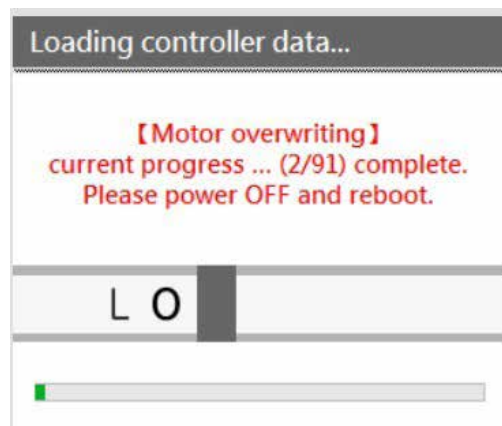 Loading controller data...
【Motor overwriting】
current progress ... (2/91) complete.
Please power OFF and reboot.
L O